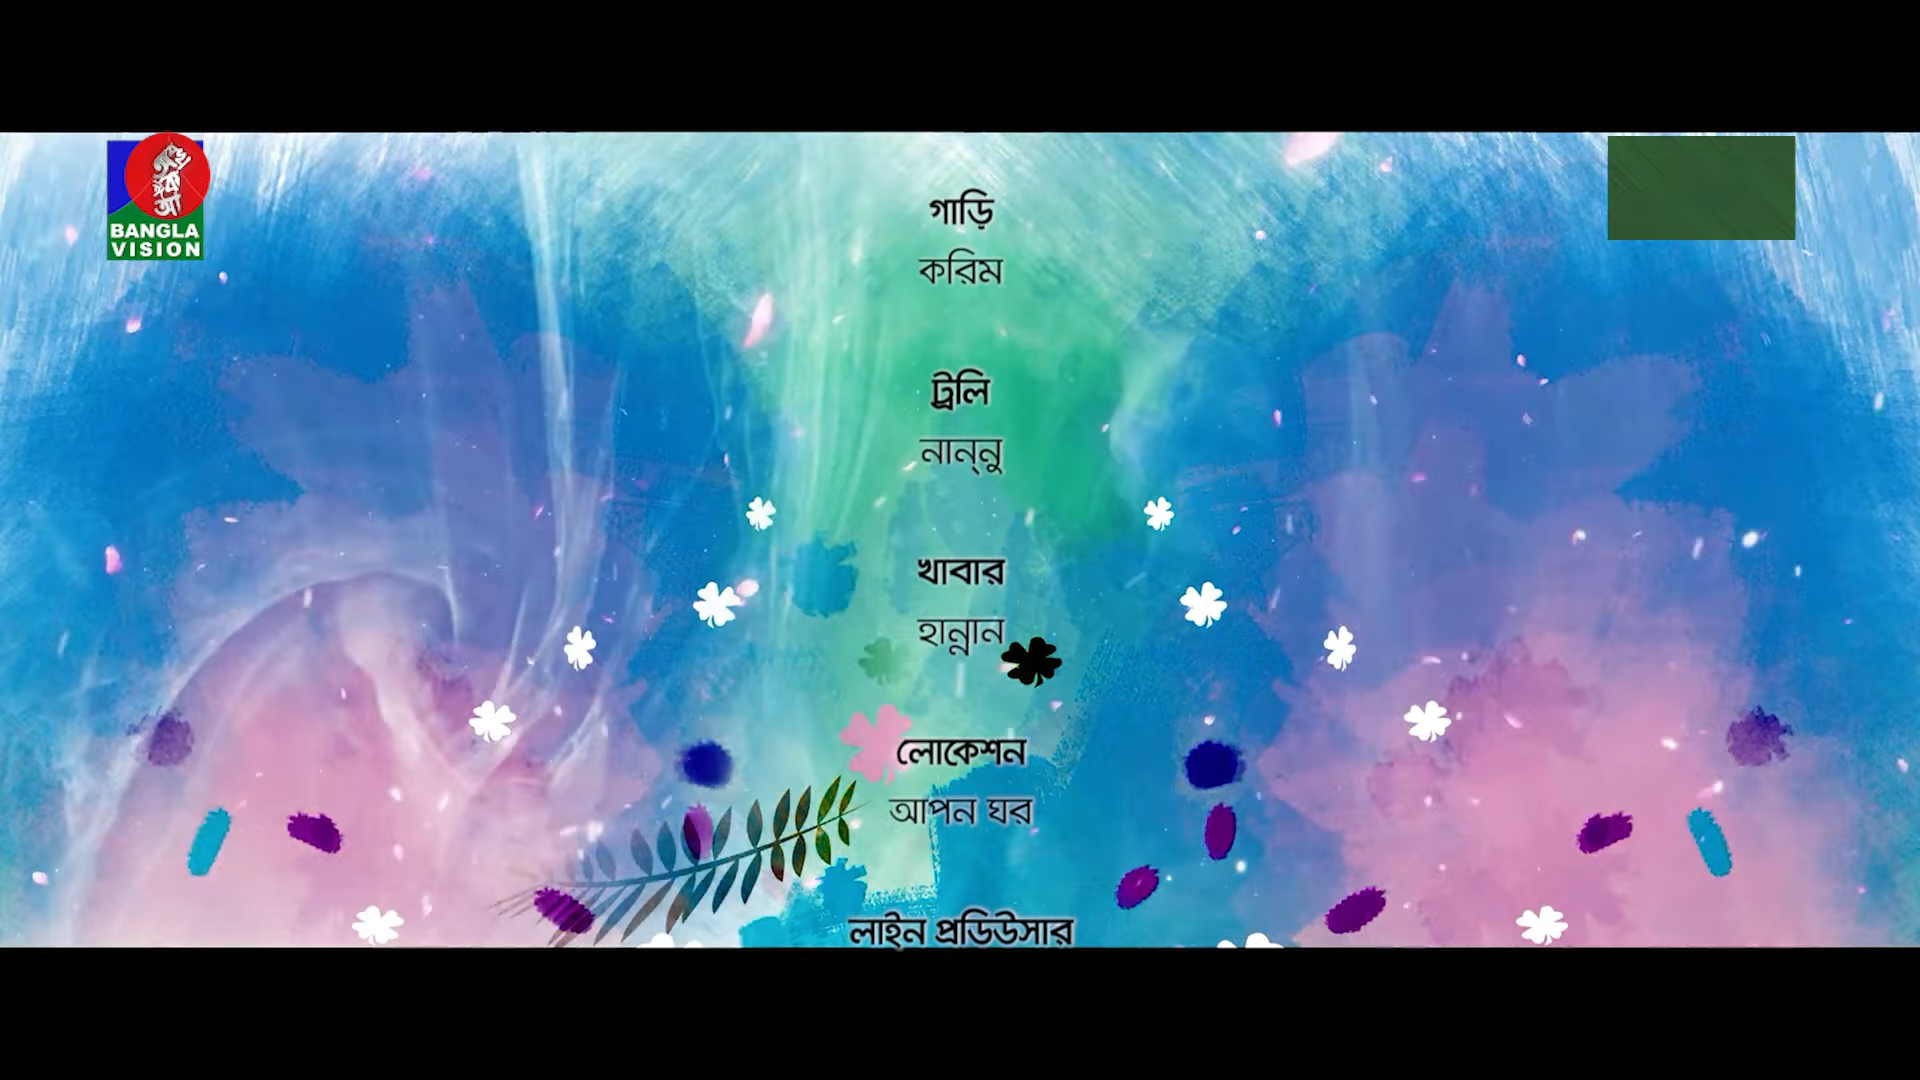 BANGLA
VISION
গাড়ি
করিম
ট্রলি
নান্নু
খাবার
হান্নান
লোকেশন
আপন ঘর
লাইন প্রডিউসার